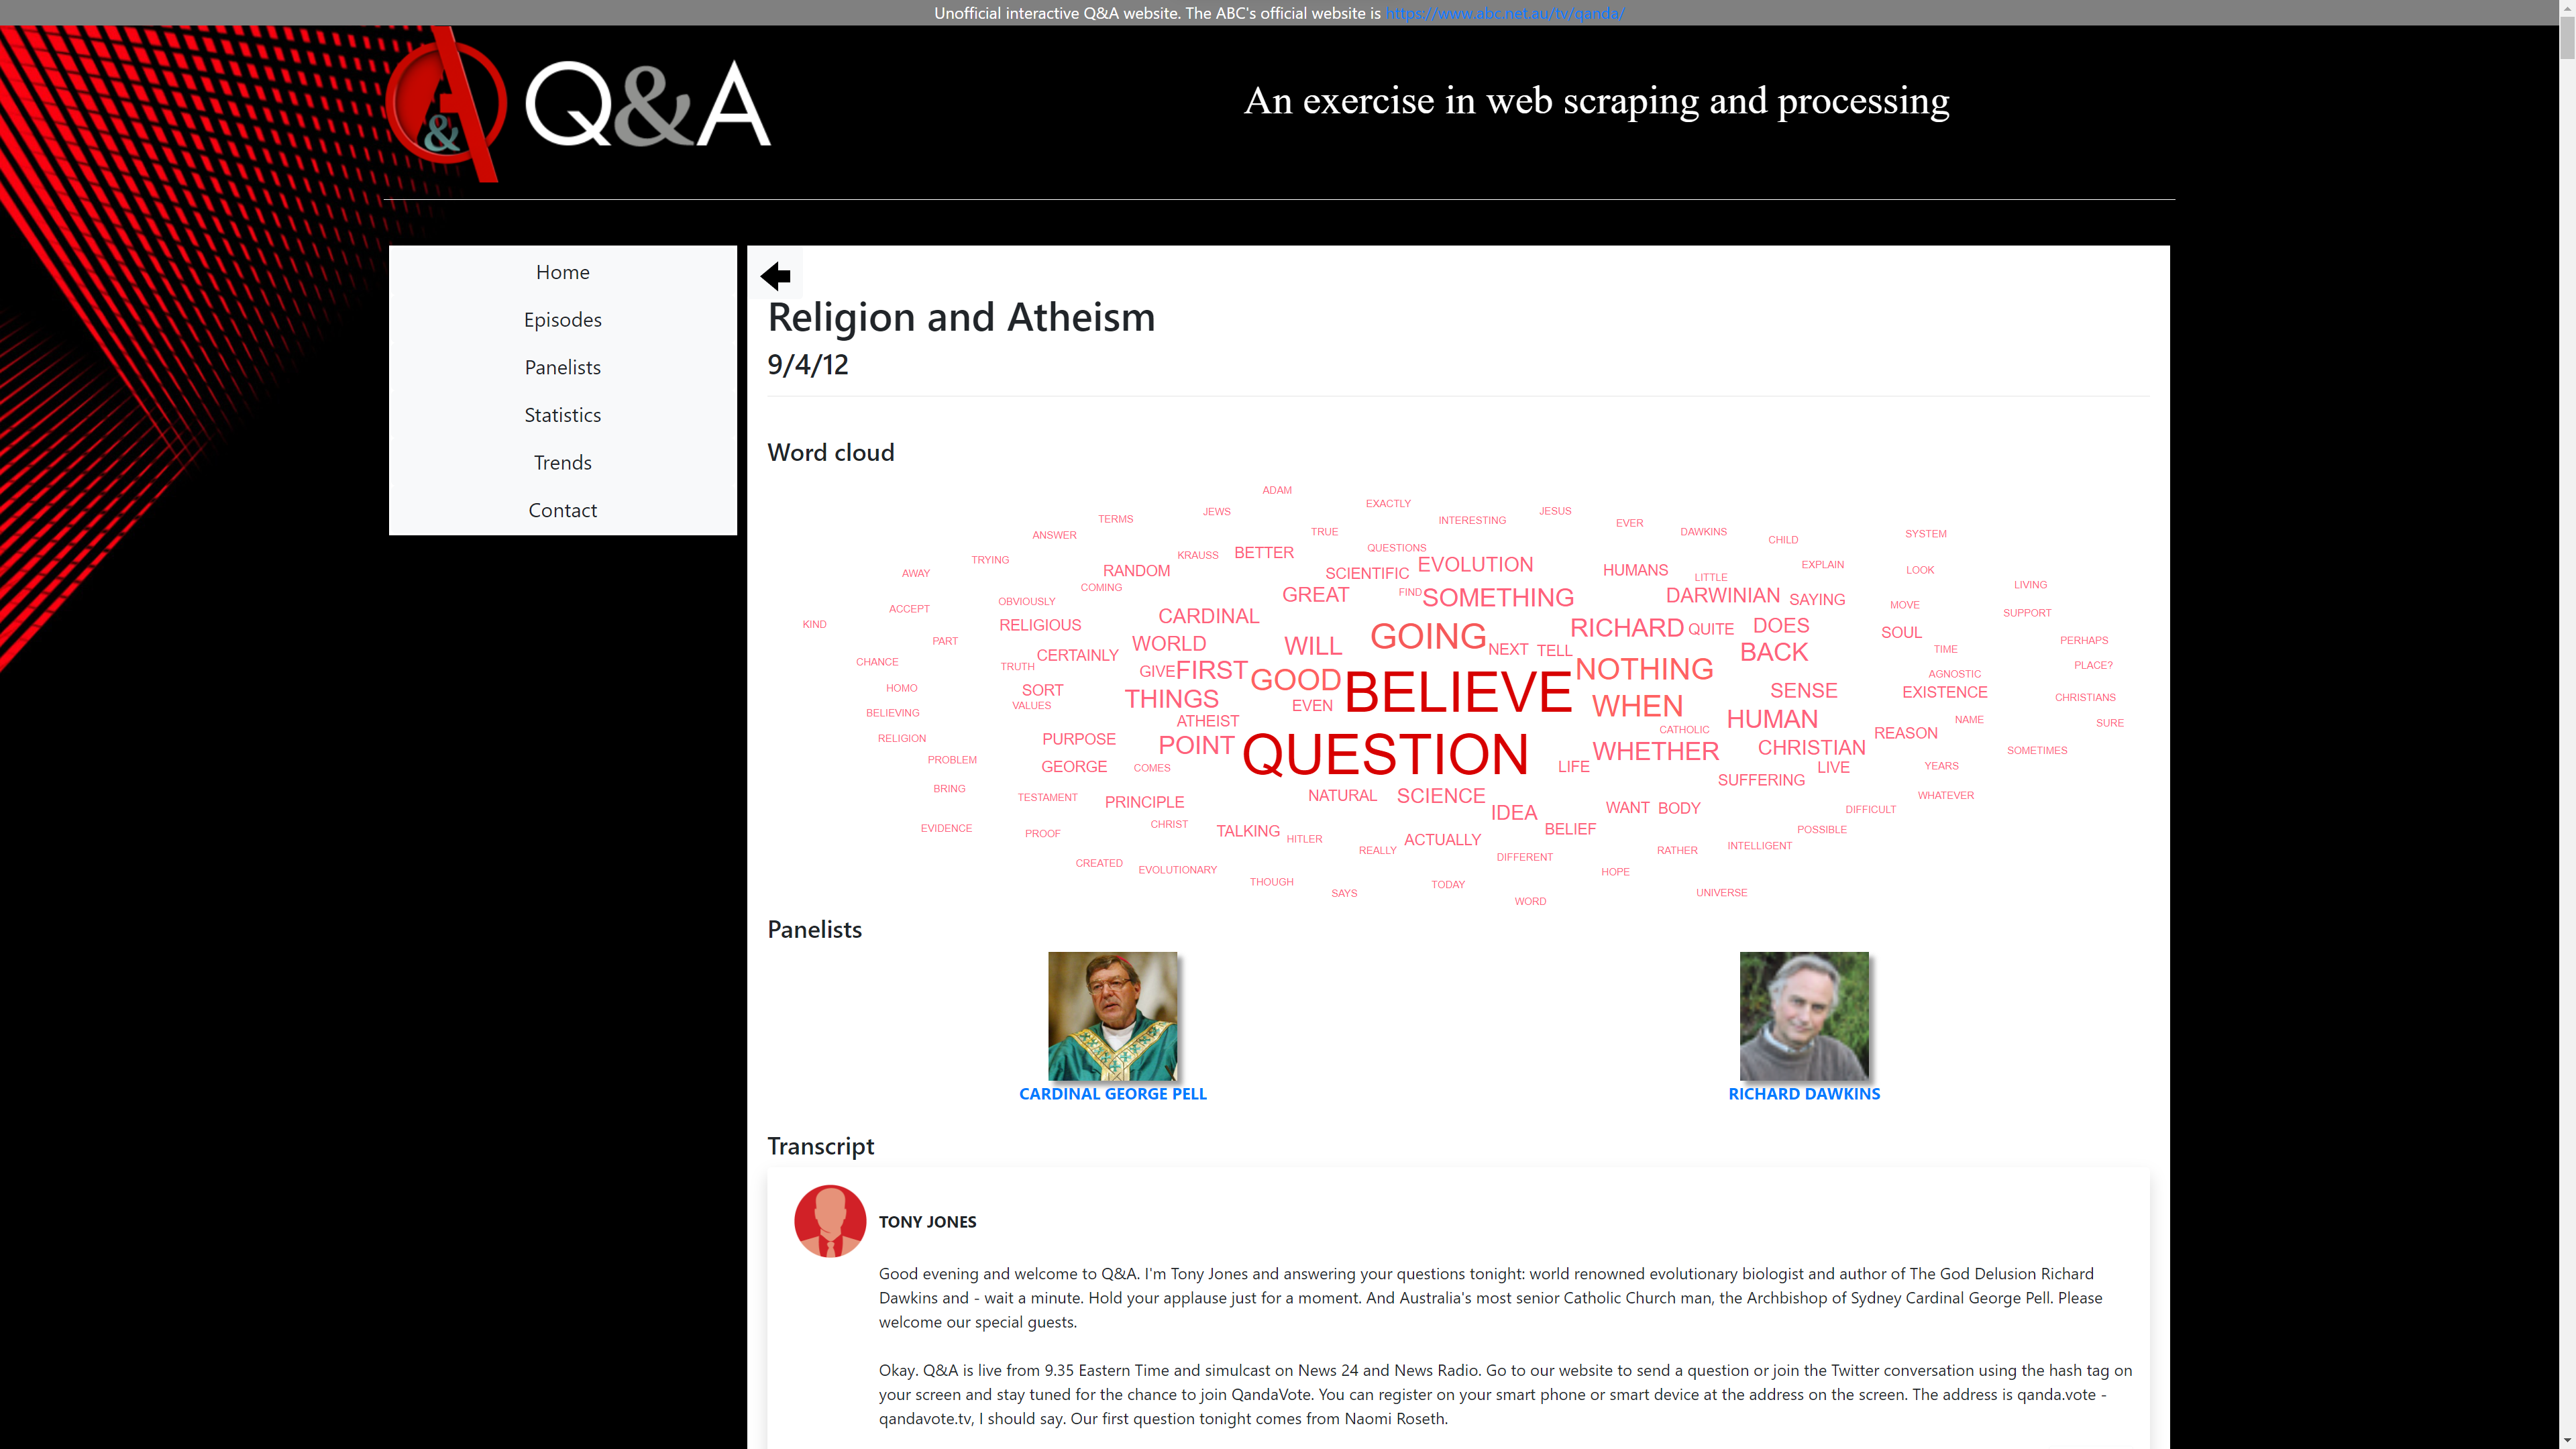 Unofficial interactive Q&A website. The ABC's official website is https://www.abc.net.au/tv/qanda/
Q&A
An exercise in web scraping and processing
Home
Episodes
Panelists
Statistics
Trends
Contact
Religion and Atheism
9/4/12
Word cloud
ADAM
EXACTLY
JEWS
JESUS
TERMS
INTERESTING
EVER
ANSWER
TRUE
DAWKINS
SYSTEM
CHILD
QUESTIONS
KRAUSS
BETTER
TRYING
EVOLUTION
EXPLAIN
AWAY
RANDOM
SCIENTIFIC
HUMANS
LITTLE
LOOK
COMING
FIND
LIVING
OBVIOUSLY
GREAT
SOMETHING
DARWINIAN
SAYING
MOVE
ACCEPT
SUPPORT
KIND
RELIGIOUS
CARDINAL
RICHARD
QUITE
DOES
SOUL
PART
WORLD
WILL
GOING
NEXT
TELL
BACK
TIME
PERHAPS
CHANCE
TRUTH
CERTAINLY
GIVE
FIRST
GOOD
BELIEVE
NOTHING
AGNOSTIC
PLACE?
HOMO
SORT
VALUES
THINGS
EVEN
WHEN
SENSE
EXISTENCE
CHRISTIANS
BELIEVING
ATHEIST
HUMAN
NAME
SURE
RELIGION
PURPOSE
POINT
QUESTION
CATHOLIC
WHETHER
CHRISTIAN
REASON
SOMETIMES
PROBLEM
GEORGE
COMES
LIFE
LIVE
YEARS
BRING
TESTAMENT
NATURAL
SCIENCE
SUFFERING
WHATEVER
PRINCIPLE
IDEA
WANT
BODY
DIFFICULT
EVIDENCE
PROOF
CHRIST
TALKING
HITLER
ACTUALLY
BELIEF
POSSIBLE
REALLY
DIFFERENT
RATHER
INTELLIGENT
CREATED
EVOLUTIONARY
HOPE
THOUGH
SAYS
TODAY
UNIVERSE
WORD
Panelists
CARDINAL GEORGE PELL
RICHARD DAWKINS
Transcript
TONY JONES
Good evening and welcome to Q&A. I'm Tony Jones and answering your questions tonight: world renowned evolutionary biologist and author of The God Delusion Richard
Dawkins and - wait a minute. Hold your applause just for a moment. And Australia's most senior Catholic Church man, the Archbishop of Sydney Cardinal George Pell. Please
welcome our special guests.
Okay. Q&A is live from 9.35 Eastern Time and simulcast on News 24 and News Radio. Go to our website to send a question or join the Twitter conversation using the hash tag on
your screen and stay tuned for the chance to join QandaVote. You can register on your smart phone or smart device at the address on the screen. The address is qanda.vote -
qandavote.tv, I should say. Our first question tonight comes from Naomi Roseth.